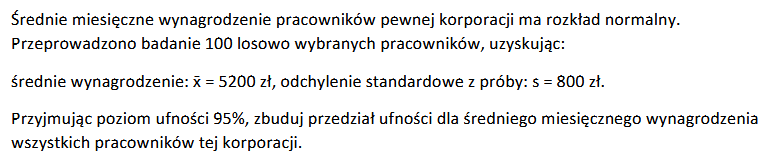 Średnie miesięczne wynagrodzenie pracowników pewnej korporacji ma rozkład normalny.
Przeprowadzono badanie 100 losowo wybranych pracowników, uzyskując:
średnie wynagrodzenie: x̄ = 5200 zł, odchylenie standardowe z próby: s = 800 zł.
Przyjmując poziom ufności 95%, zbuduj przedział ufności dla średniego miesięcznego wynagrodzenia
wszystkich pracowników tej korporacji.